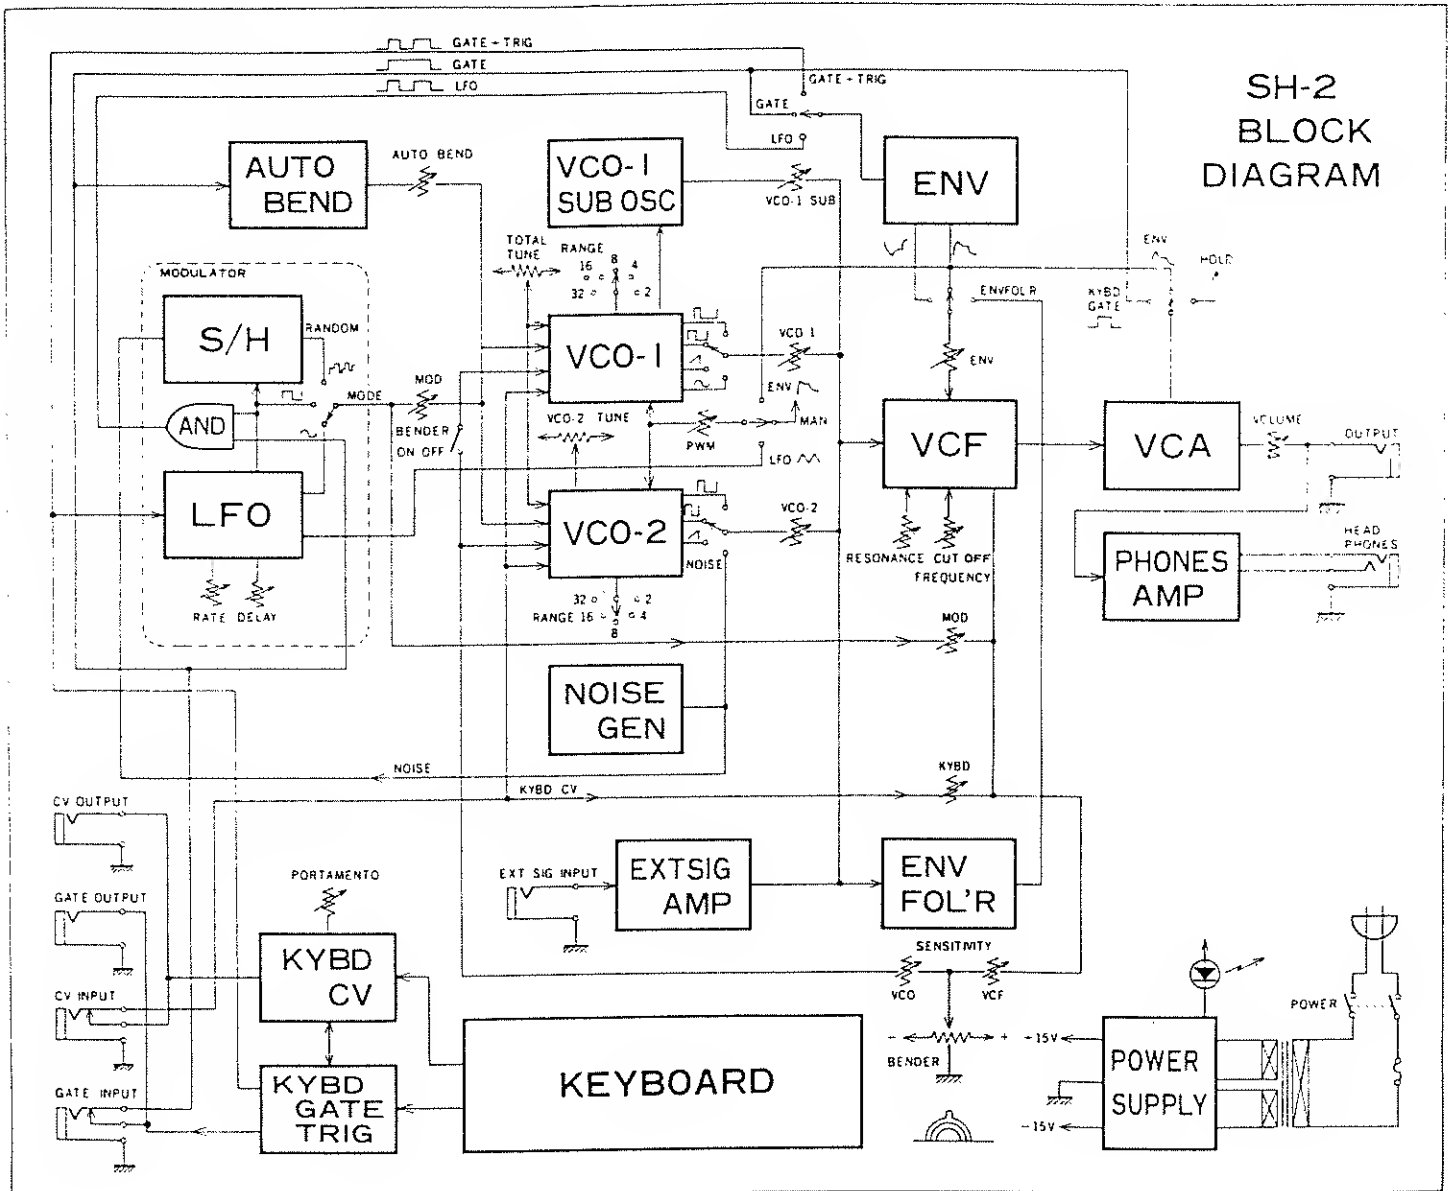 GATE+TRIG
GATE
LFO
SH-2
BLOCK
DIAGRAM
GATE+TRIG
GATE
LFO
AUTO
BEND
AUTO BEND
VCO-1
SUB OSC
VCO-1 SUB
ENV
TOTAL
TUNE
RANGE
16
8
4
32
2
ENV
HOLD
KYBD
GATE
ENVFOL'R
MODULATOR
S/H
RANDOM
VCO-1
VCO-1
ENV
AND
MODE
MOD
BENDER
ON OFF
VCO-2 TUNE
PWM
ENV
MAN
LFO
VCF
VCA
VOLUME
OUTPUT
LFO
VCO-2
NOISE
VCO-2
RESONANCE
CUT OFF
FREQUENCY
PHONES
AMP
HEAD
PHONES
RATE
DELAY
32
2
RANGE 16
4
8
MOD
NOISE
GEN
NOISE
KYBD CV
KYBD
CV OUTPUT
GATE OUTPUT
CV INPUT
GATE INPUT
PORTAMENTO
KYBD
CV
KYBD
GATE
TRIG
EXT SIG INPUT
EXTSIG
AMP
ENV
FOL'R
SENSITIVITY
VCO
VCF
-
+
BENDER
KEYBOARD
-15V
-15V
POWER
SUPPLY
POWER